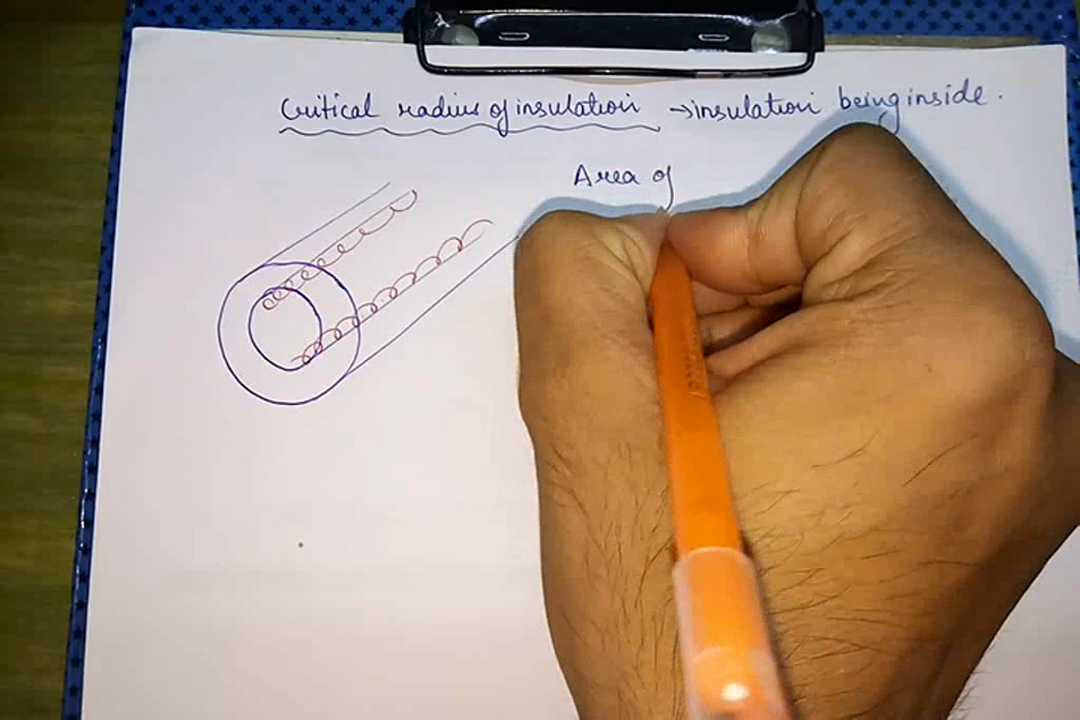 Critical radius of insulation → insulation being inside.
Area of